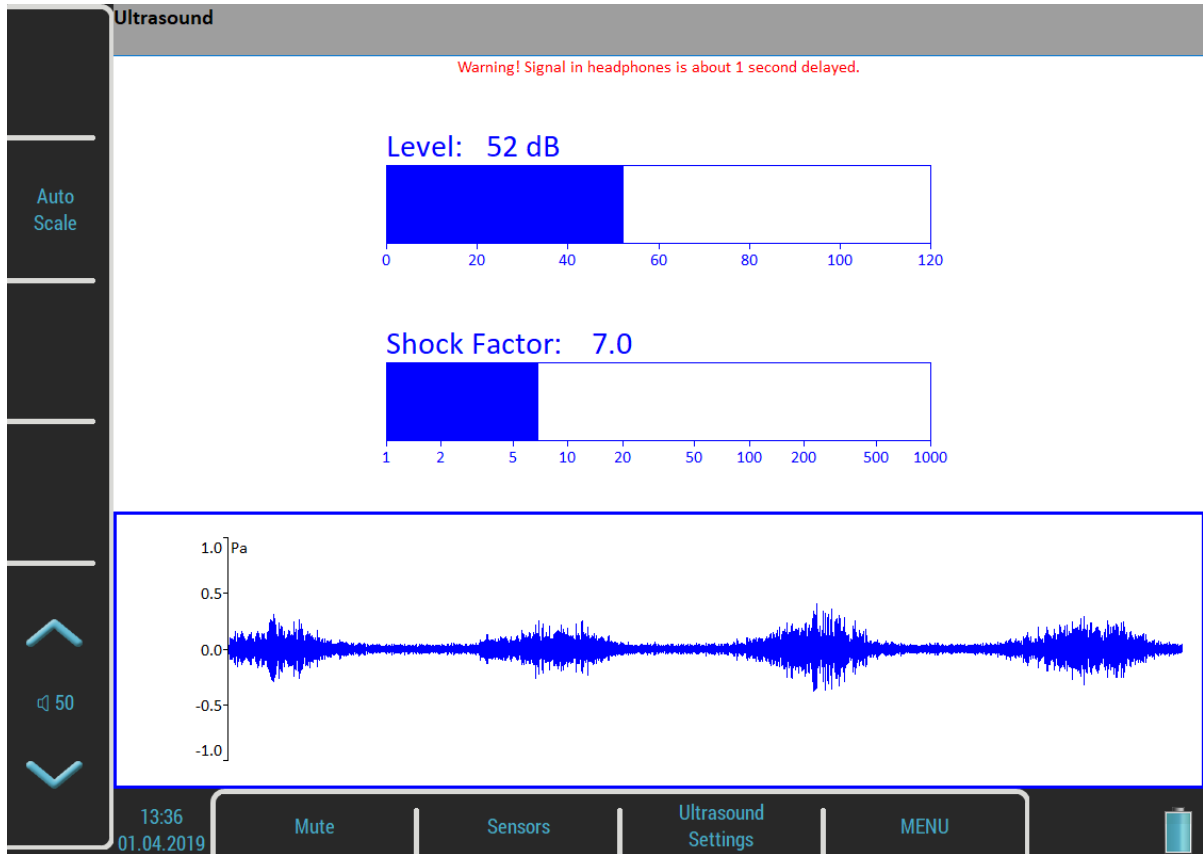 Ultrasound
Warning! Signal in headphones is about 1 second delayed.
Level: 52 dB
0 20 40 60 80 100 120
Auto
Scale
Shock Factor: 7.0
1 2 5 10 20 50 100 200 500 1000
1.0 Pa
0.5
0.0
-0.5
-1.0
50
13:36
01.04.2019
Mute
Sensors
Ultrasound
Settings
MENU